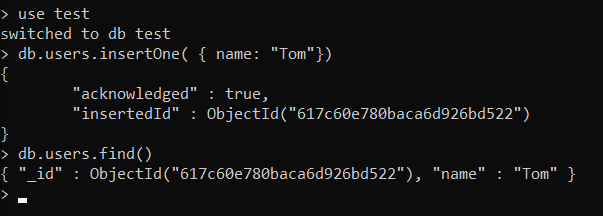 > use test
switched to db test
> db.users.insertOne( { name: "Tom"})
{
        "acknowledged" : true,
        "insertedId" : ObjectId("617c60e780baca6d926bd522")
}
> db.users.find()
{ "_id" : ObjectId("617c60e780baca6d926bd522"), "name" : "Tom" }
>